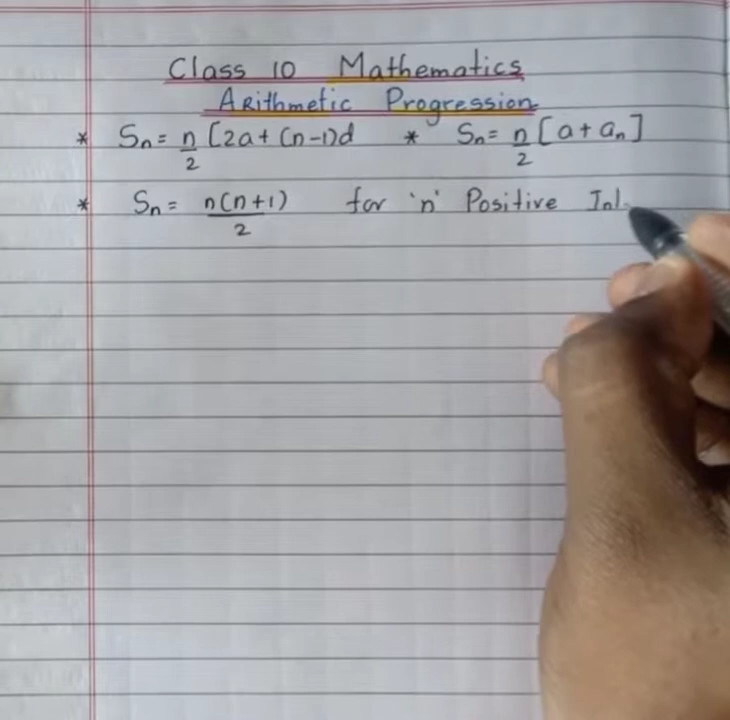 Class 10 Mathematics
Arithmetic Progression
* Sn = n/2 [2a + (n-1)d * Sn = n/2 [a + an]
* Sn = n(n+1)/2 for 'n' Positive